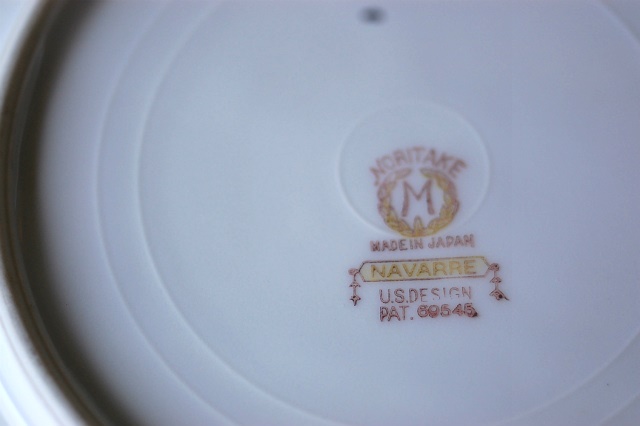 NORITAKE
M
MADE IN JAPAN
NAVARRE
U.S. DESIGN
PAT. 69545.